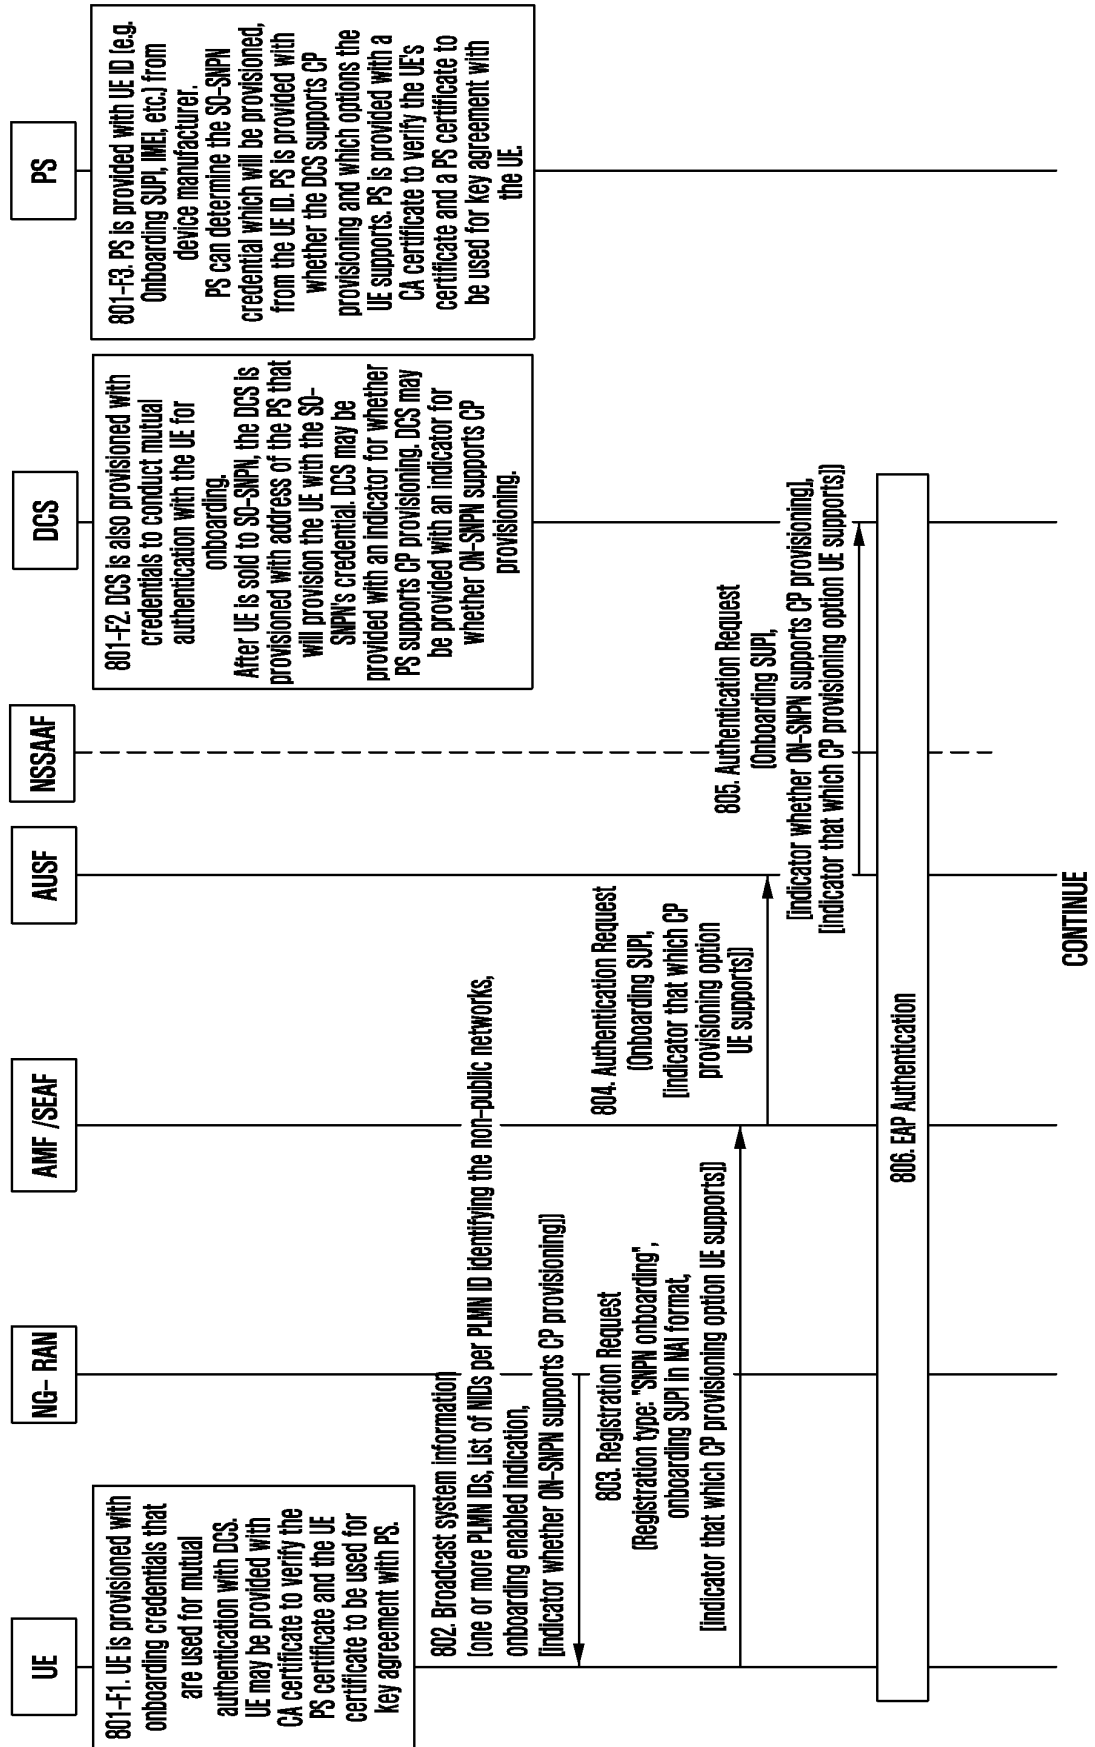 UE
NG- RAN
AMF /SEAF
AUSF
NSSAAF
DCS
PS
801-F1. UE is provisioned with
onboarding credentials that
are used for mutual
authentication with DCS.
UE may be provided with
CA certificate to verify the
PS certificate and the UE
certificate to be used for
key agreement with PS.
801-F2. DCS is also provisioned with
credentials to conduct mutual
authentication with the UE for
onboarding.
After UE is sold to SO-SNPN, the DCS is
provisioned with address of the PS that
will provision the UE with the SO-
SNPN's credential. DCS may be
provided with an indicator for whether
PS supports CP provisioning. DCS may
be provided with an indicator for
whether ON-SNPN supports CP
provisioning.
801-F3. PS is provided with UE ID (e.g.
Onboarding SUPI, IMEI, etc.) from
device manufacturer.
PS can determine the SO-SNPN
credential which will be provisioned,
from the UE ID. PS is provided with
whether the DCS supports CP
provisioning and which options the
UE supports. PS is provided with a
CA certificate to verify the UE's
certificate and a PS certificate to
be used for key agreement with
the UE.
802. Broadcast system information
(one or more PLMN IDs, List of NIDs per PLMN ID identifying the non-public networks,
onboarding enabled indication,
[indicator whether ON-SNPN supports CP provisioning])
803. Registration Request
(Registration type: "SNPN onboarding",
onboarding SUPI in NAI format,
[indicator that which CP provisioning option UE supports])
804. Authentication Request
(Onboarding SUPI,
[indicator that which CP
provisioning option
UE supports])
805. Authentication Request
(Onboarding SUPI,
[indicator whether ON-SNPN supports CP provisioning],
[indicator that which CP provisioning option UE supports])
806. EAP Authentication
CONTINUE